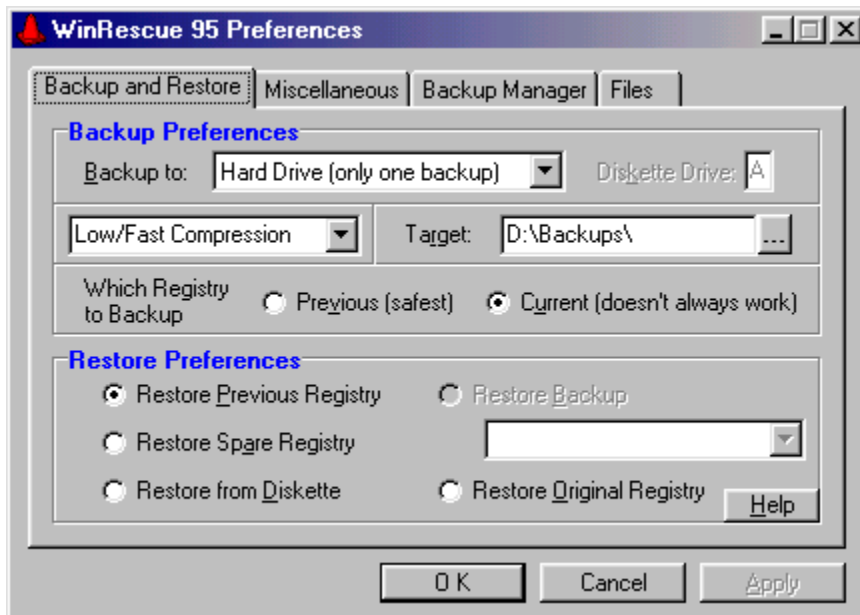 WinRescue 95 Preferences
Backup and Restore Miscellaneous Backup Manager Files
Backup Preferences
Backup to: Hard Drive (only one backup) Diskette Drive: A
Low/Fast Compression Target: D:\Backups\ ...
Which Registry
to Backup
Previous (safest) Current (doesn't always work)
Restore Preferences
Restore Previous Registry Restore Backup
Restore Spare Registry
Restore from Diskette Restore Original Registry
Help
OK Cancel Apply